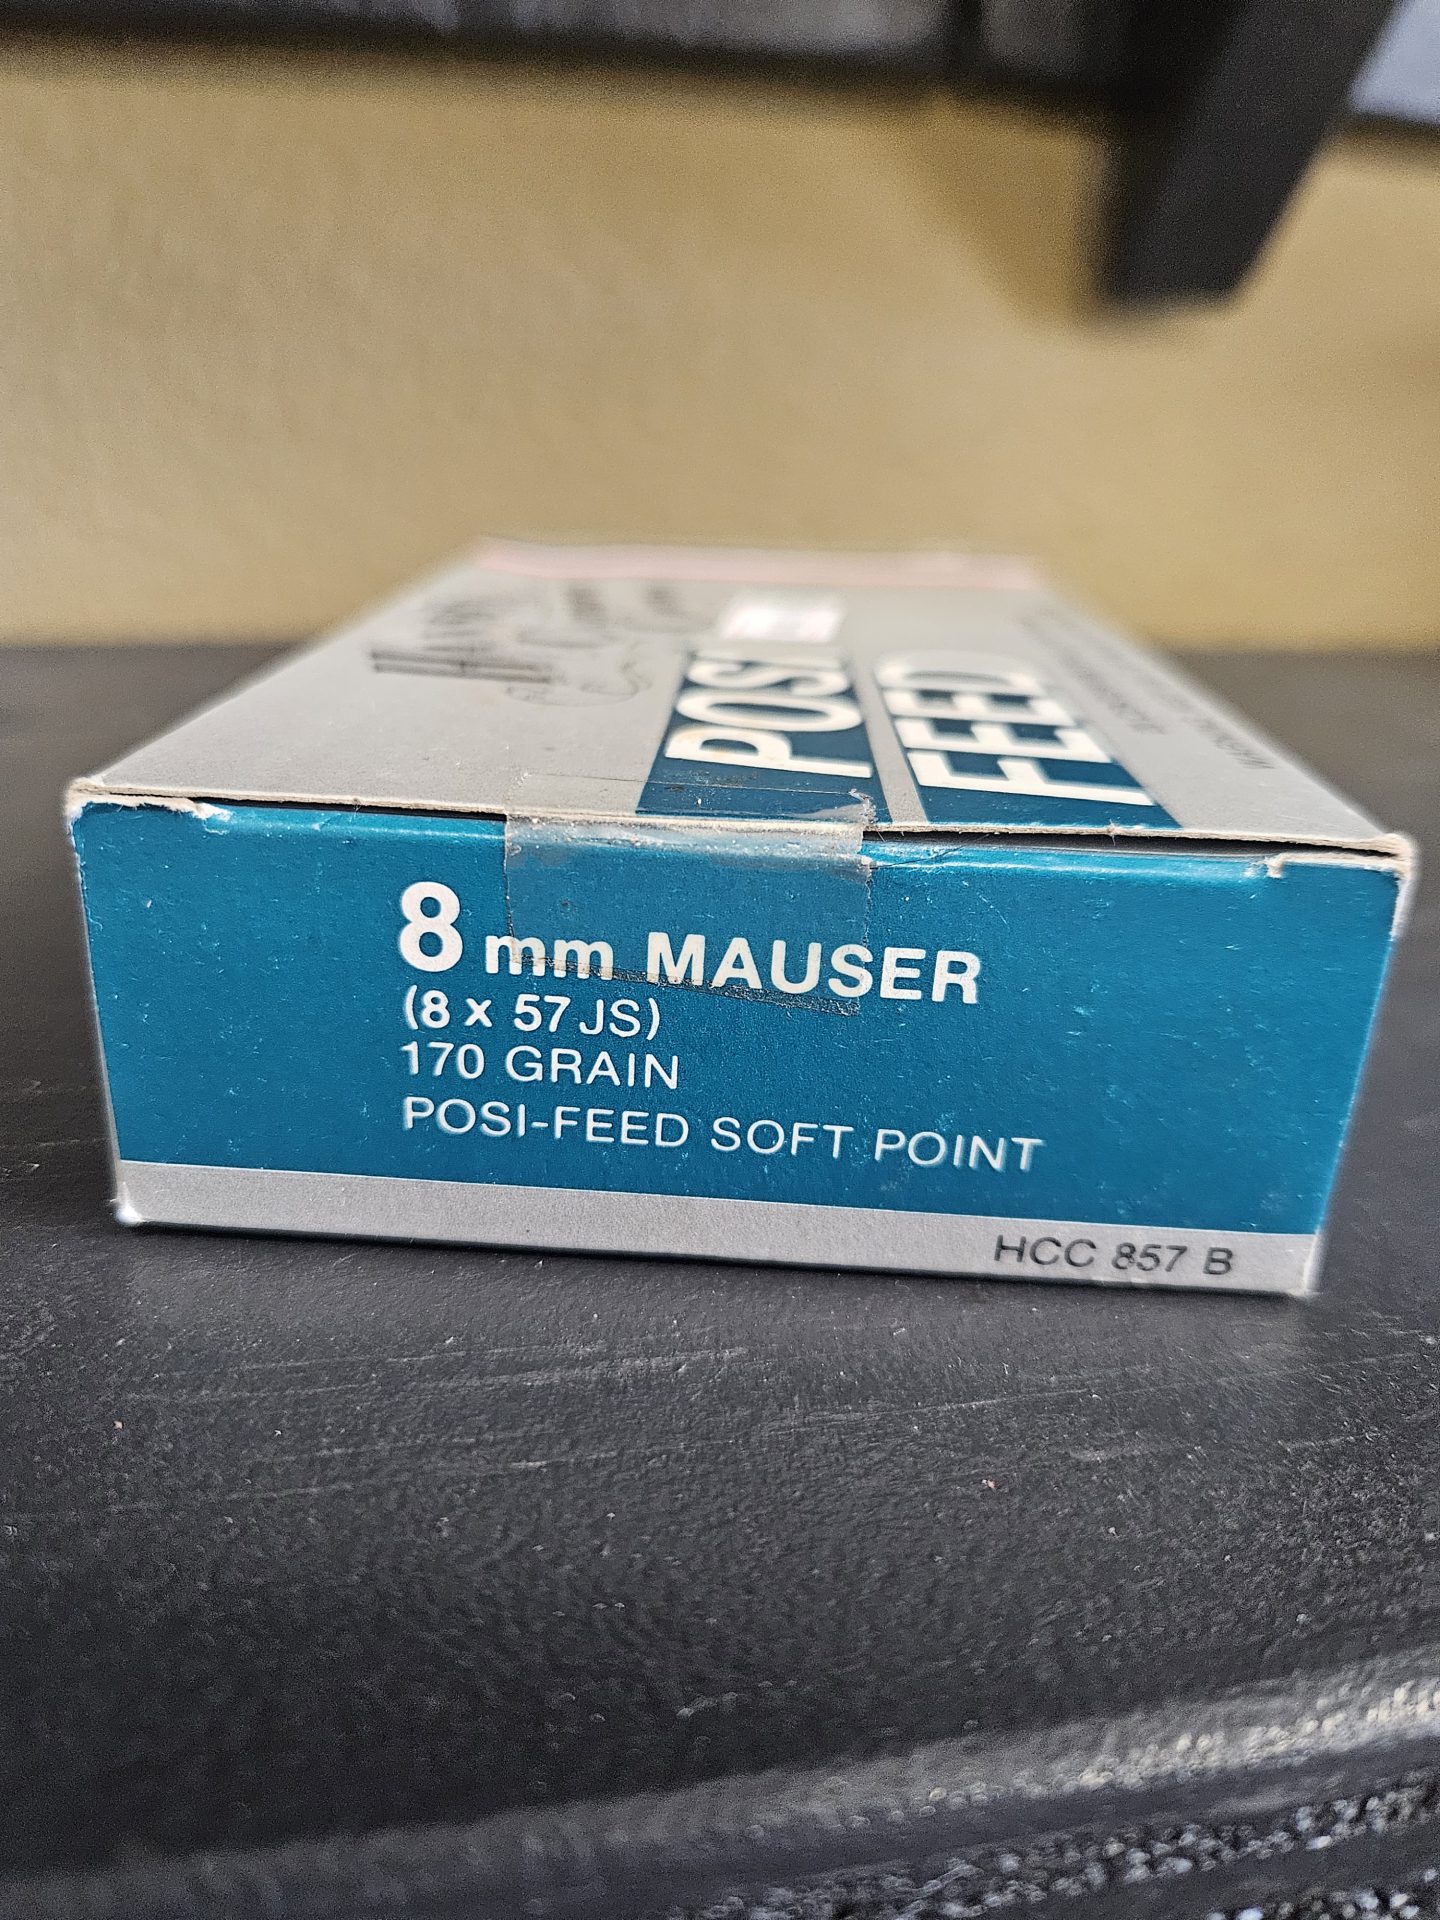 POSI
FEED
8 mm MAUSER
(8 x 57 JS)
170 GRAIN
POSI-FEED SOFT POINT
HCC 857 B